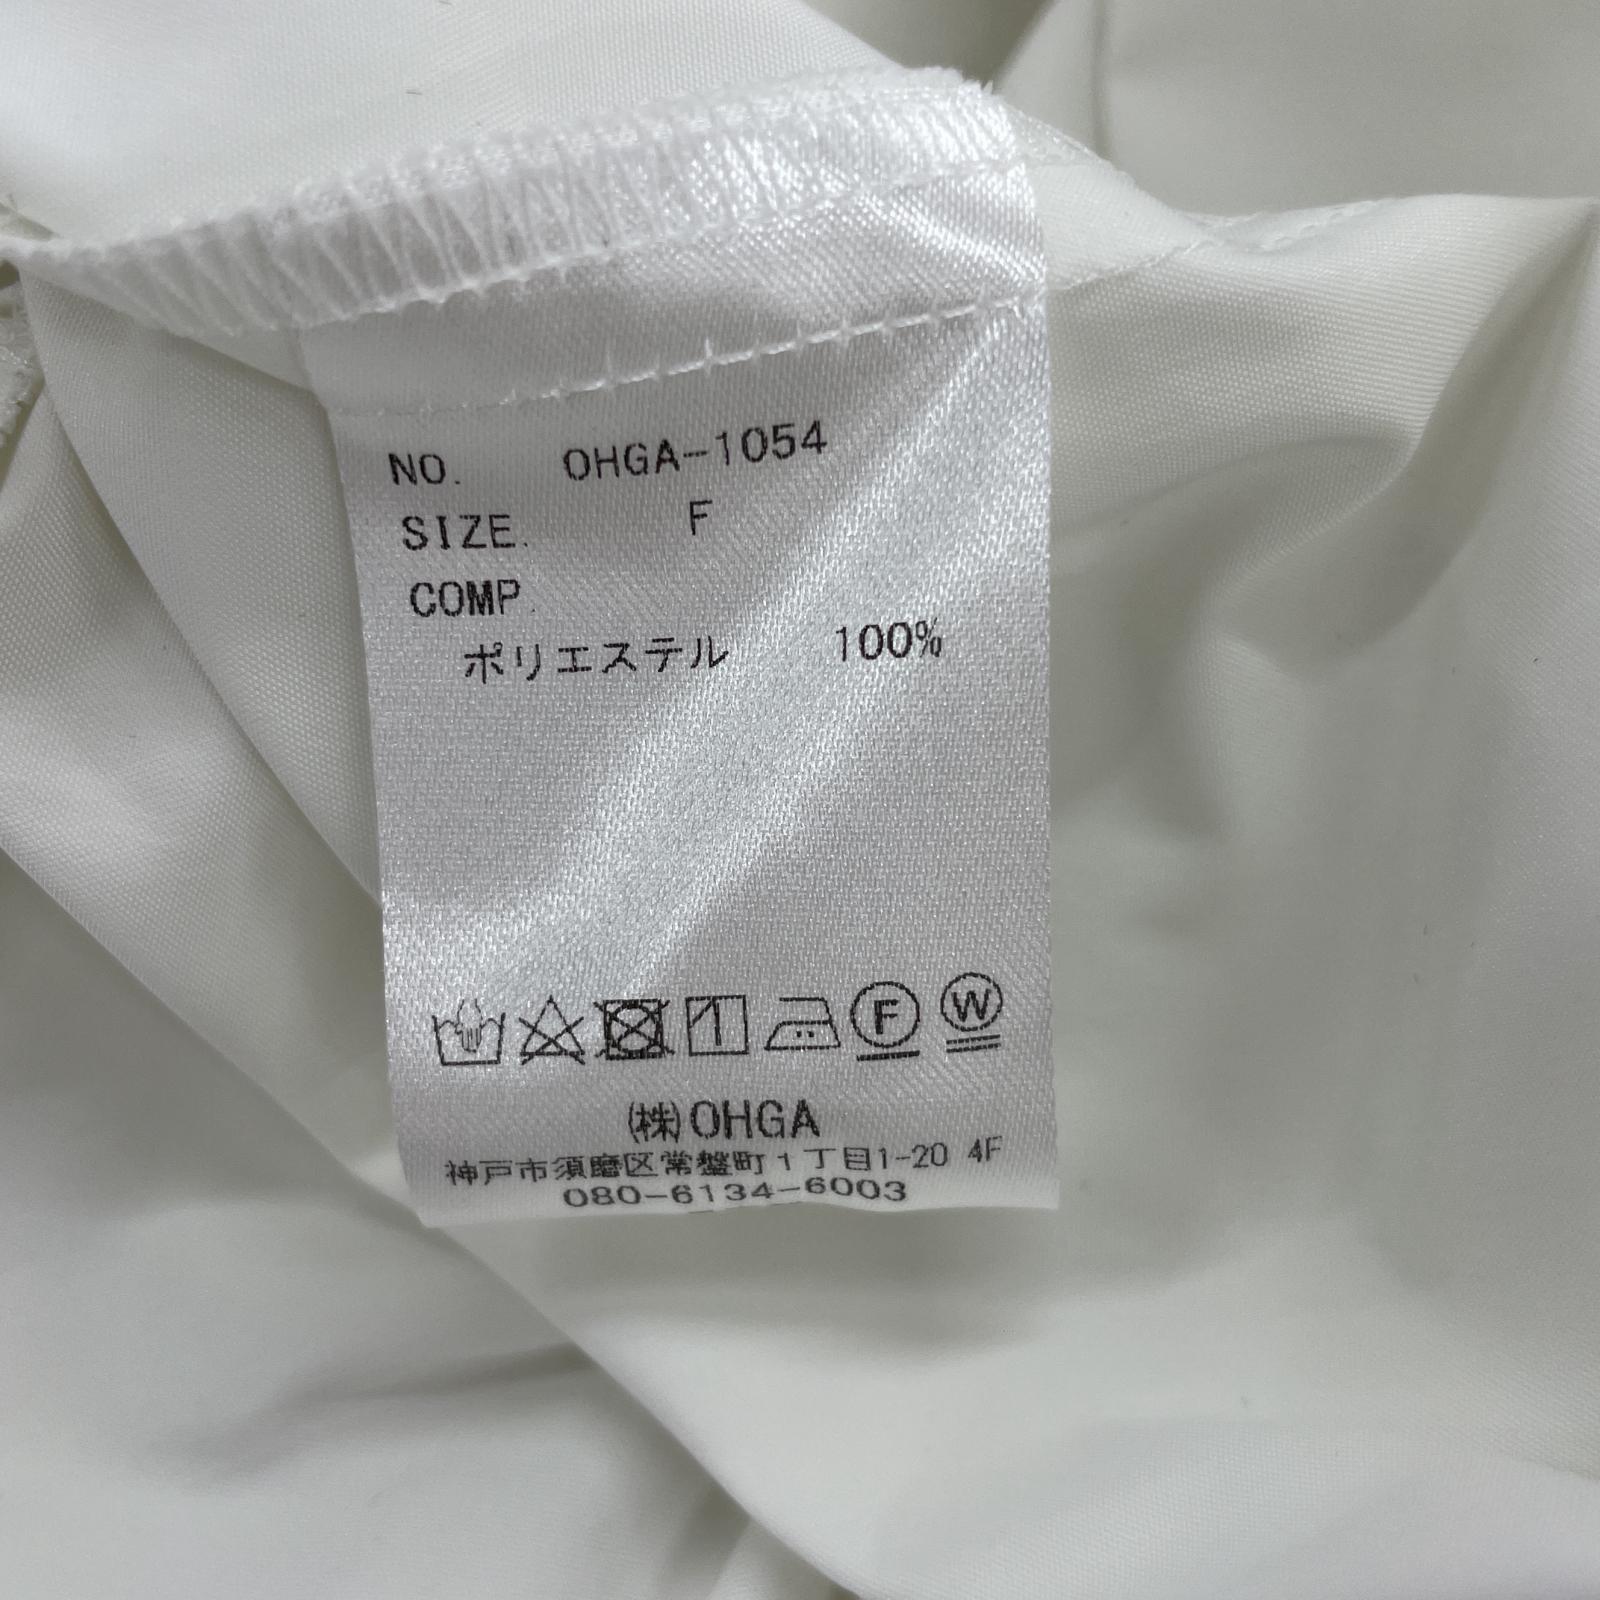 NO. OHGA-1054
SIZE. F
COMP.
ポリエステル 100%
F W
㈱OHGA
神戸市須磨区常盤町1丁目1-20 4F
080-6134-6003